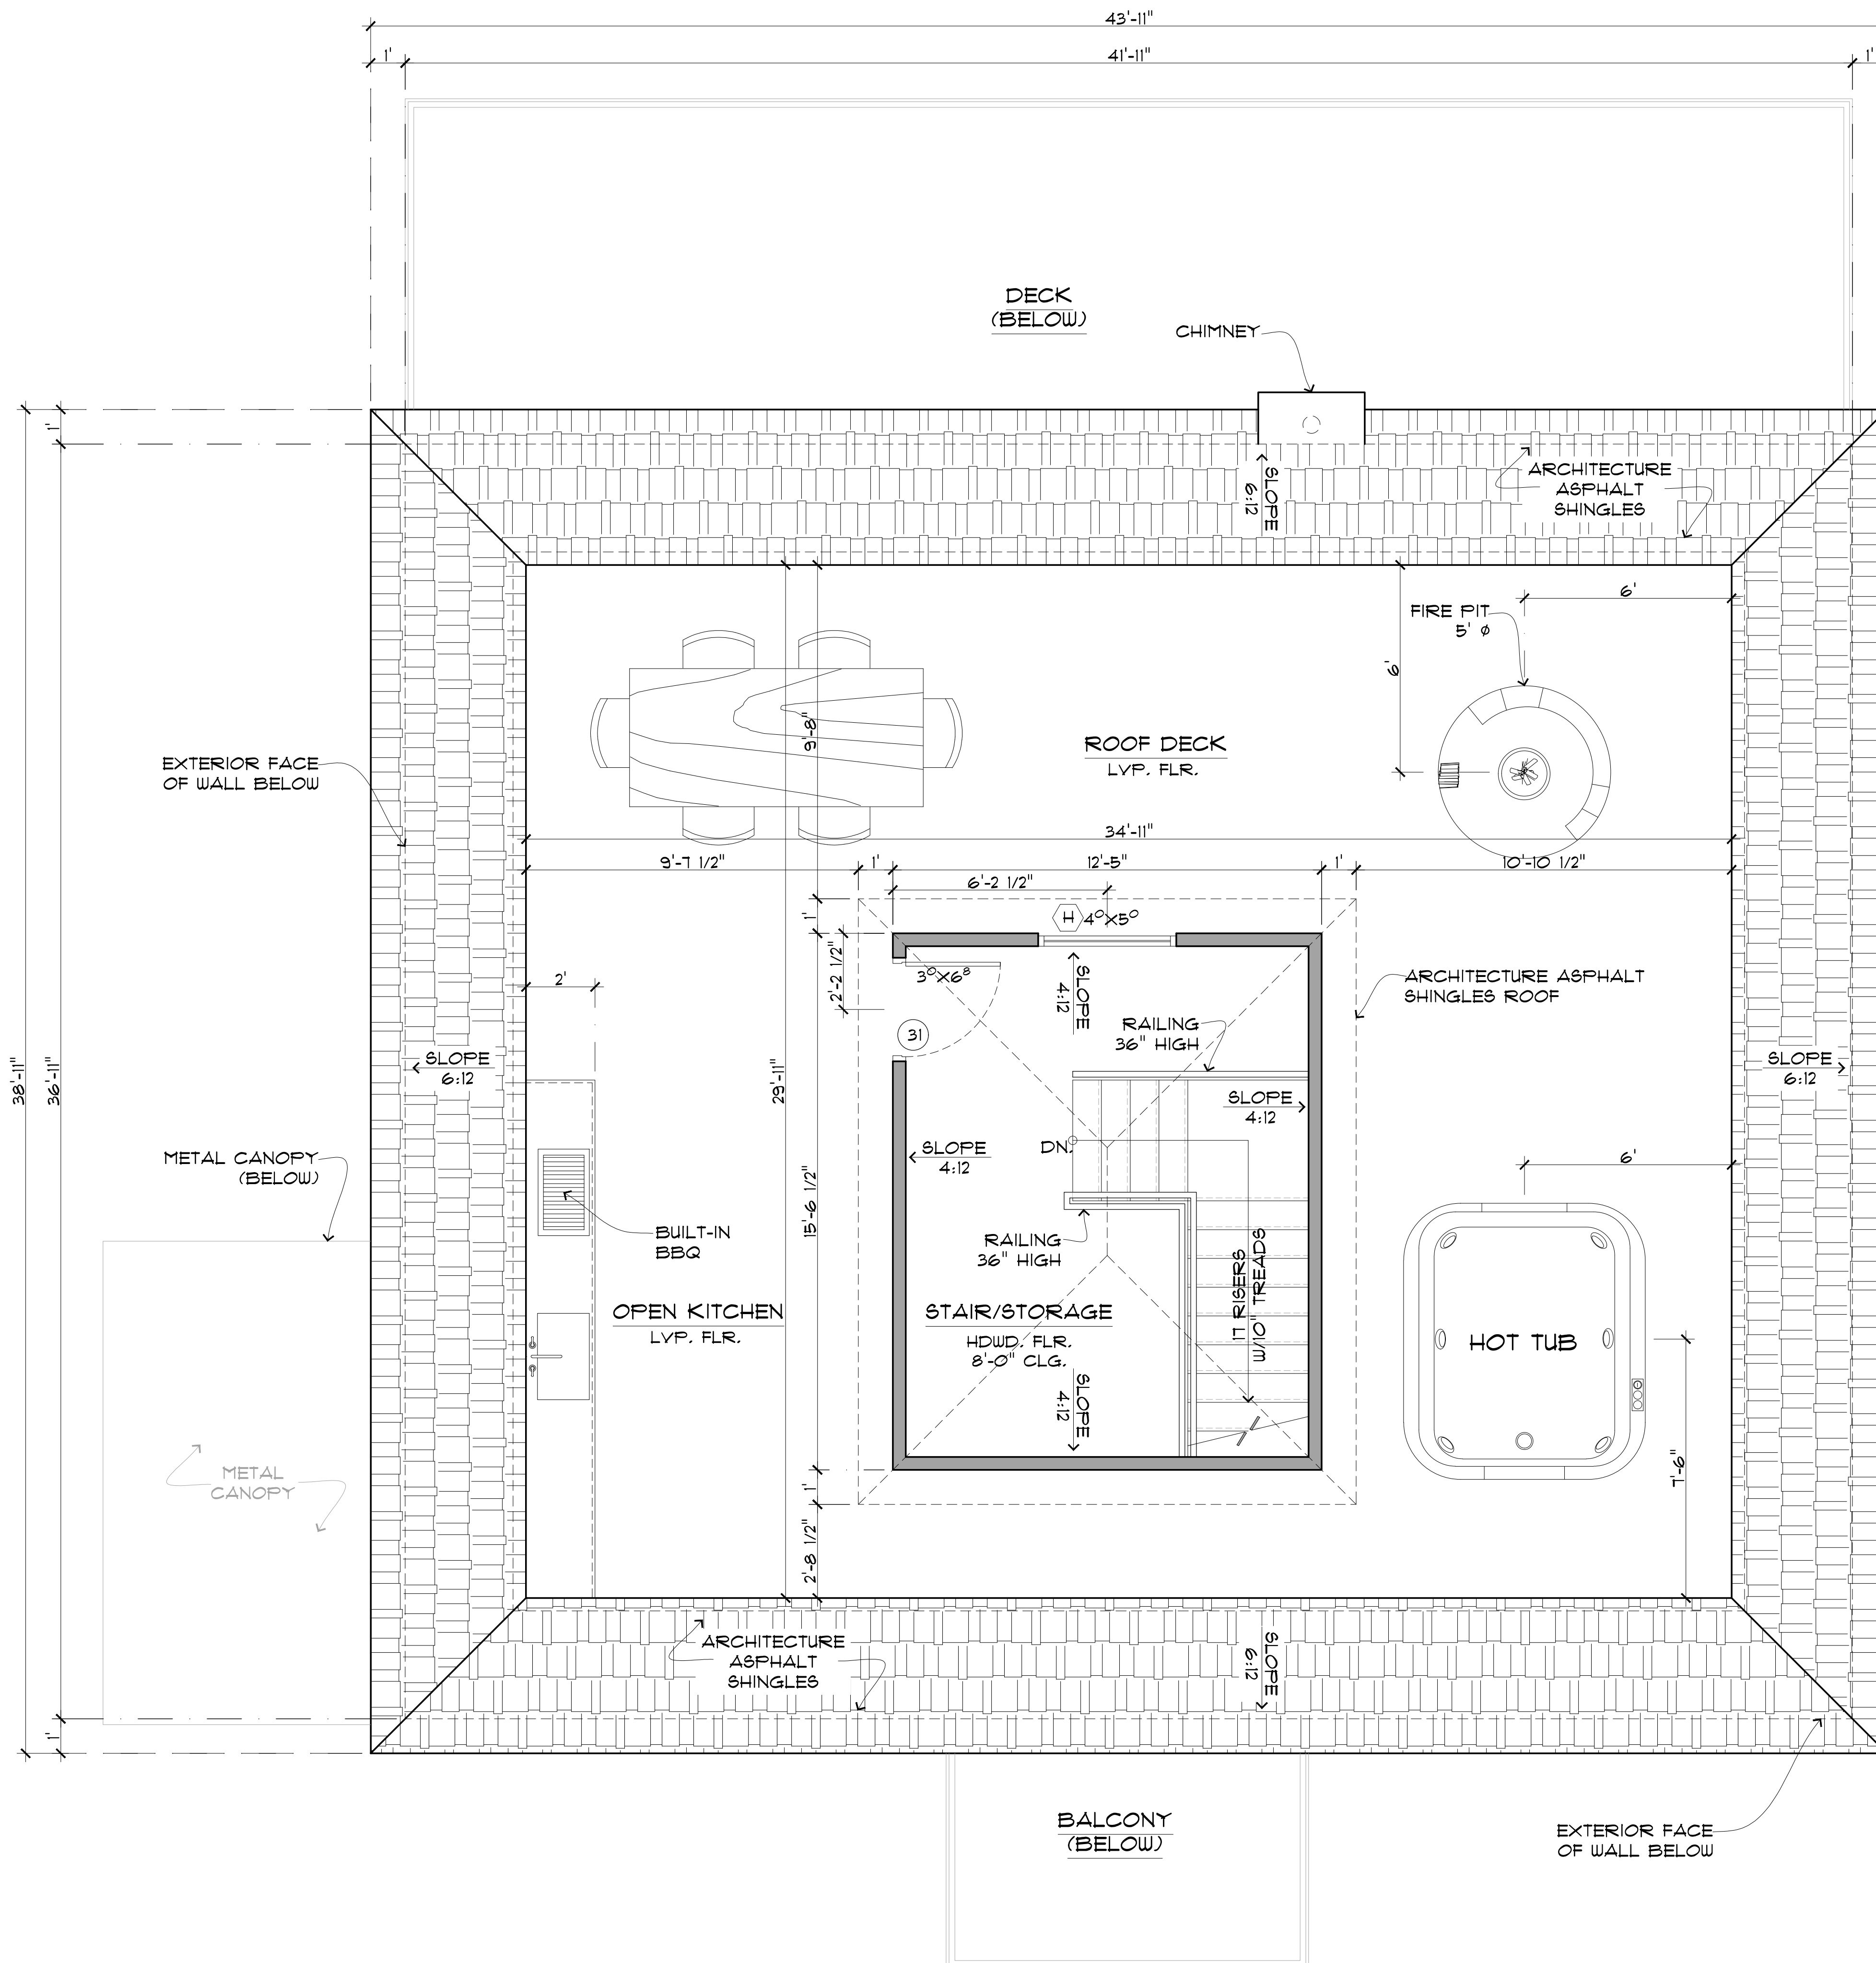 43'-11"
1'
41'-11"
1'
DECK
(BELOW)
CHIMNEY
1'
SLOPE
6:12
ARCHITECTURE
ASPHALT
SHINGLES
6'
FIRE PIT
5' ø
6'
9'-8"
ROOF DECK
LVP. FLR.
EXTERIOR FACE
OF WALL BELOW
34'-11"
9'-7 1/2"
1'
12'-5"
1'
10'-10 1/2"
6'-2 1/2"
H
4⁰X5⁰
1'
2'-2 1/2"
3⁰X6⁸
2'
SLOPE
4:12
ARCHITECTURE ASPHALT
SHINGLES ROOF
31
RAILING
36" HIGH
38'-11"
36'-11"
SLOPE
6:12
29'-11"
SLOPE
4:12
SLOPE
6:12
METAL CANOPY
(BELOW)
SLOPE
4:12
DN.
6'
15'-6 1/2"
BUILT-IN
BBQ
RAILING
36" HIGH
17 RISERS
W/10" TREADS
OPEN KITCHEN
LVP. FLR.
STAIR/STORAGE
HDWD. FLR.
8'-0" CLG.
HOT TUB
SLOPE
4:12
7'-6"
METAL
CANOPY
1'
2'-8 1/2"
ARCHITECTURE
ASPHALT
SHINGLES
SLOPE
6:12
1'
BALCONY
(BELOW)
EXTERIOR FACE
OF WALL BELOW